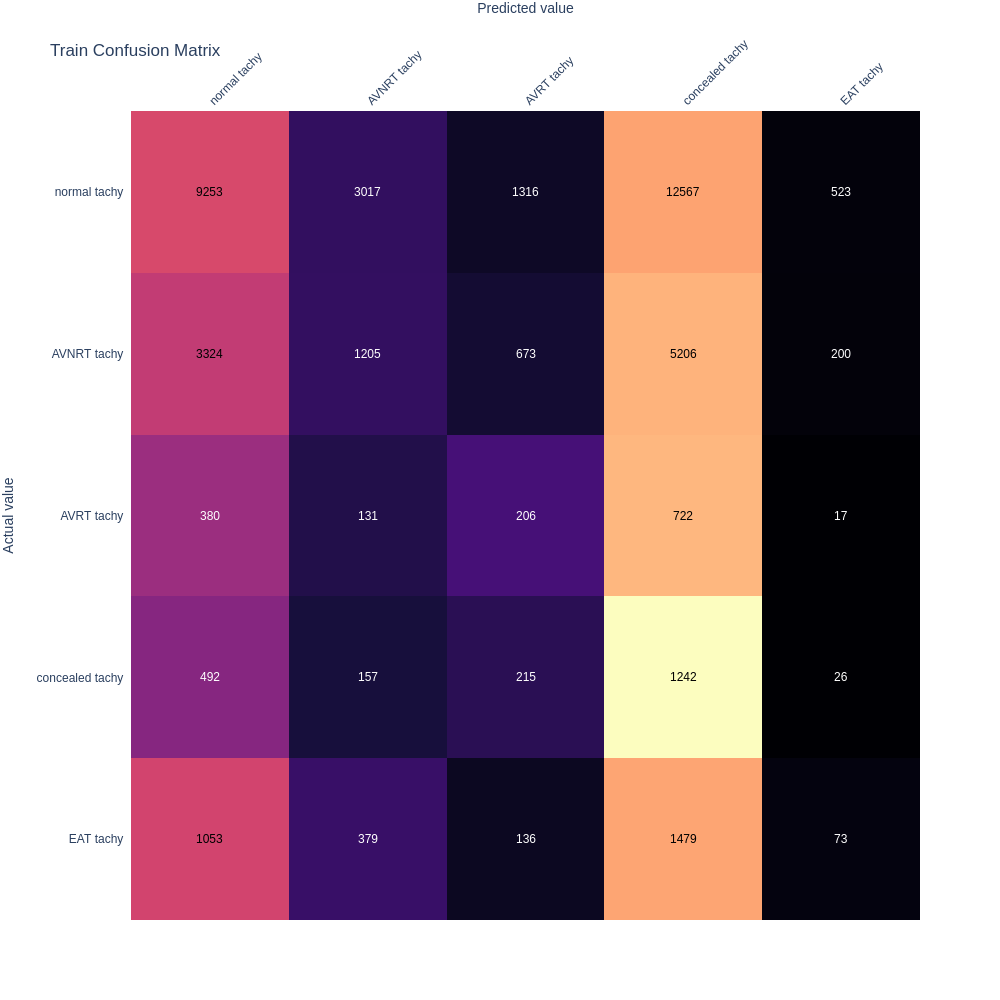 Predicted value
Train Confusion Matrix
normal tachy AVNRT tachy AVRT tachy concealed tachy EAT tachy
Actual value
normal tachy 9253 3017 1316 12567 523
AVNRT tachy 3324 1205 673 5206 200
AVRT tachy 380 131 206 722 17
concealed tachy 492 157 215 1242 26
EAT tachy 1053 379 136 1479 73